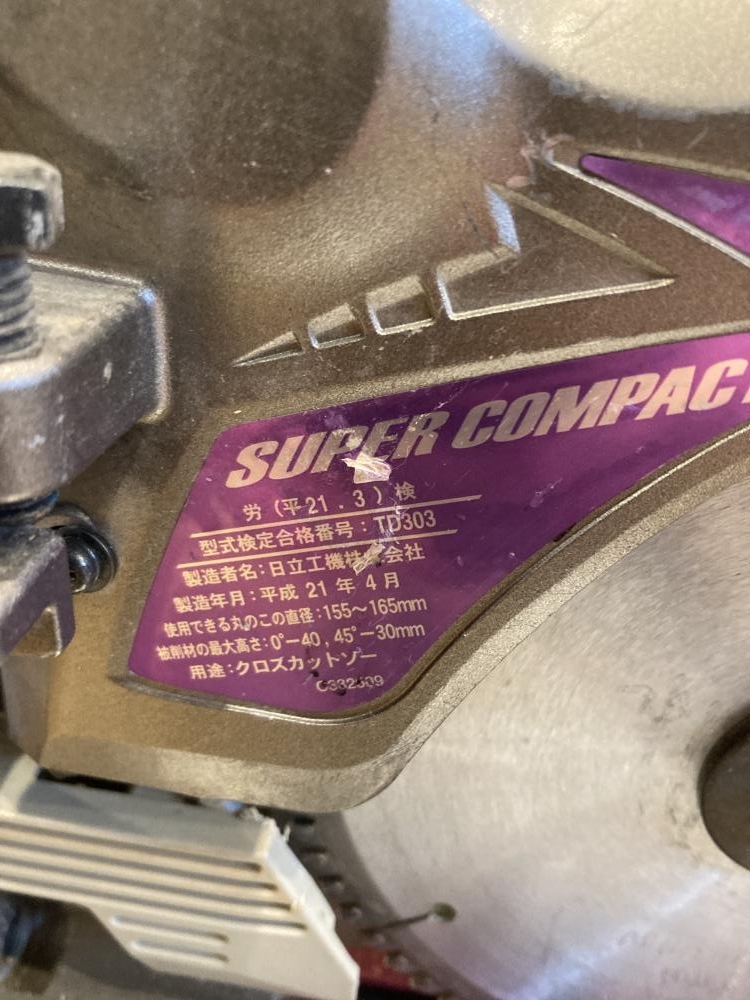 SUPER COMPAC
労（平21．3）検
型式検定合格番号：TD303
製造者名：日立工機株 会社
製造年月：平成 21 年 4 月
使用できる丸のこの直径：155～165mm
被削材の最大高さ：0°－40 , 45°－30mm
用途：クロスカットソー